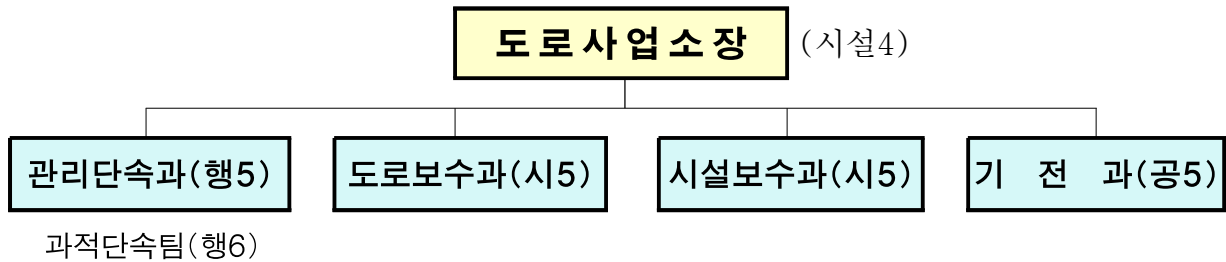 도로사업소장 (시설4)
관리단속과(행5) 도로보수과(시5) 시설보수과(시5) 기 전 과(공5)
과적단속팀(행6)